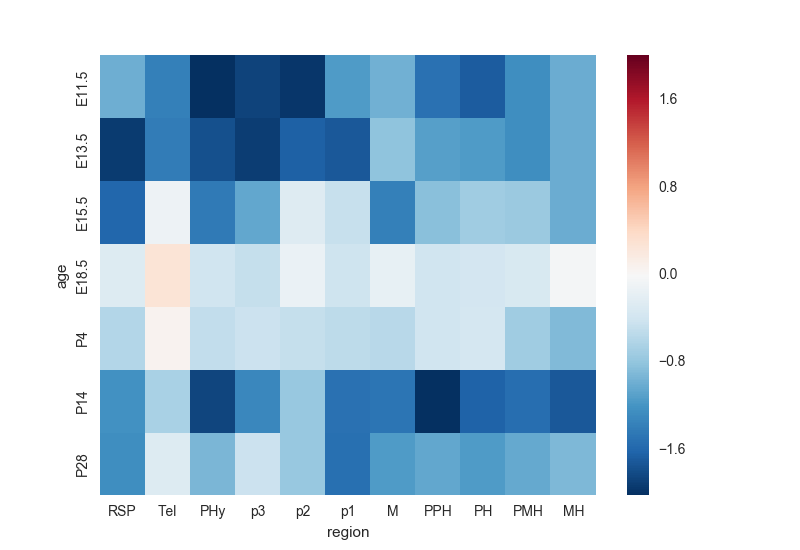 age
E11.5
E13.5
E15.5
E18.5
P4
P14
P28
RSP Tel PHy p3 p2 p1 M PPH PH PMH MH
region
1.6
0.8
0.0
−0.8
−1.6